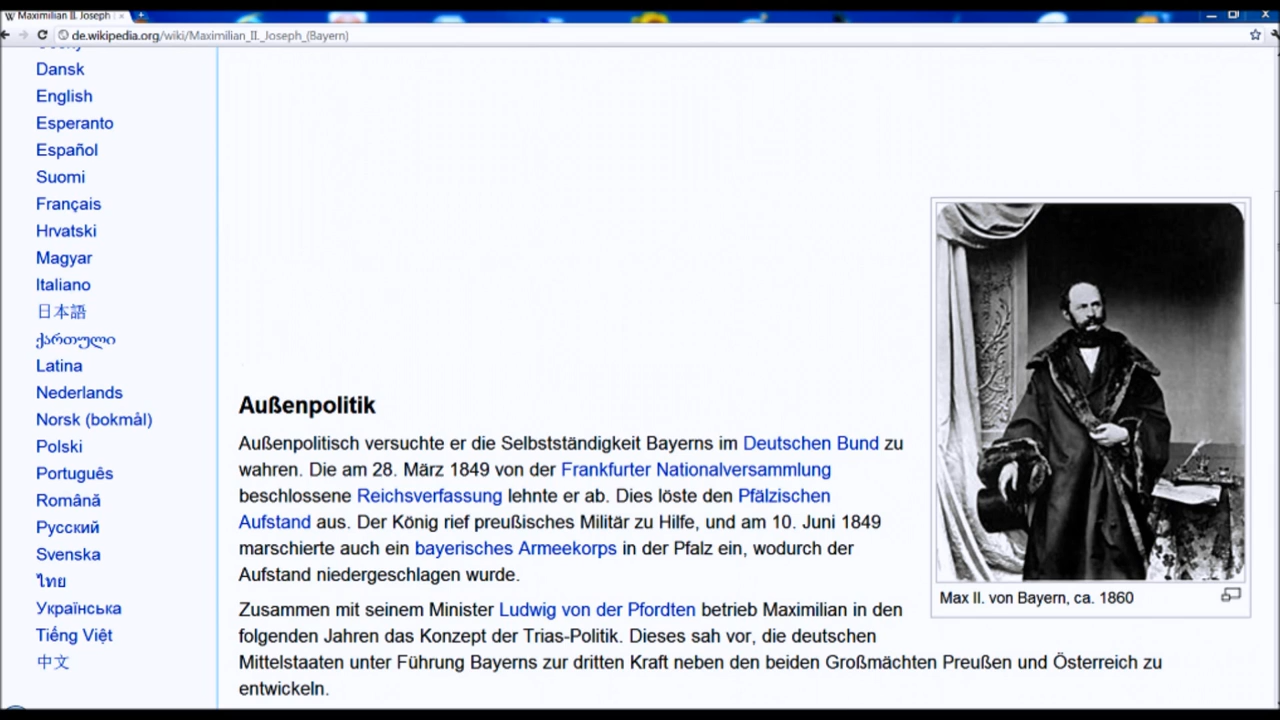 Maximilian II. Joseph
de.wikipedia.org/wiki/Maximilian_II._Joseph_(Bayern)
Dansk
English
Esperanto
Español
Suomi
Français
Hrvatski
Magyar
Italiano
日本語
ქართული
Latina
Nederlands
Norsk (bokmål)
Polski
Português
Română
Русский
Svenska
ไทย
Українська
Tiếng Việt
中文
Außenpolitik
Außenpolitisch versuchte er die Selbstständigkeit Bayerns im Deutschen Bund zu
wahren. Die am 28. März 1849 von der Frankfurter Nationalversammlung
beschlossene Reichsverfassung lehnte er ab. Dies löste den Pfälzischen
Aufstand aus. Der König rief preußisches Militär zu Hilfe, und am 10. Juni 1849
marschierte auch ein bayerisches Armeekorps in der Pfalz ein, wodurch der
Aufstand niedergeschlagen wurde.
Zusammen mit seinem Minister Ludwig von der Pfordten betrieb Maximilian in den
folgenden Jahren das Konzept der Trias-Politik. Dieses sah vor, die deutschen
Mittelstaaten unter Führung Bayerns zur dritten Kraft neben den beiden Großmächten Preußen und Österreich zu
entwickeln.
Max II. von Bayern, ca. 1860